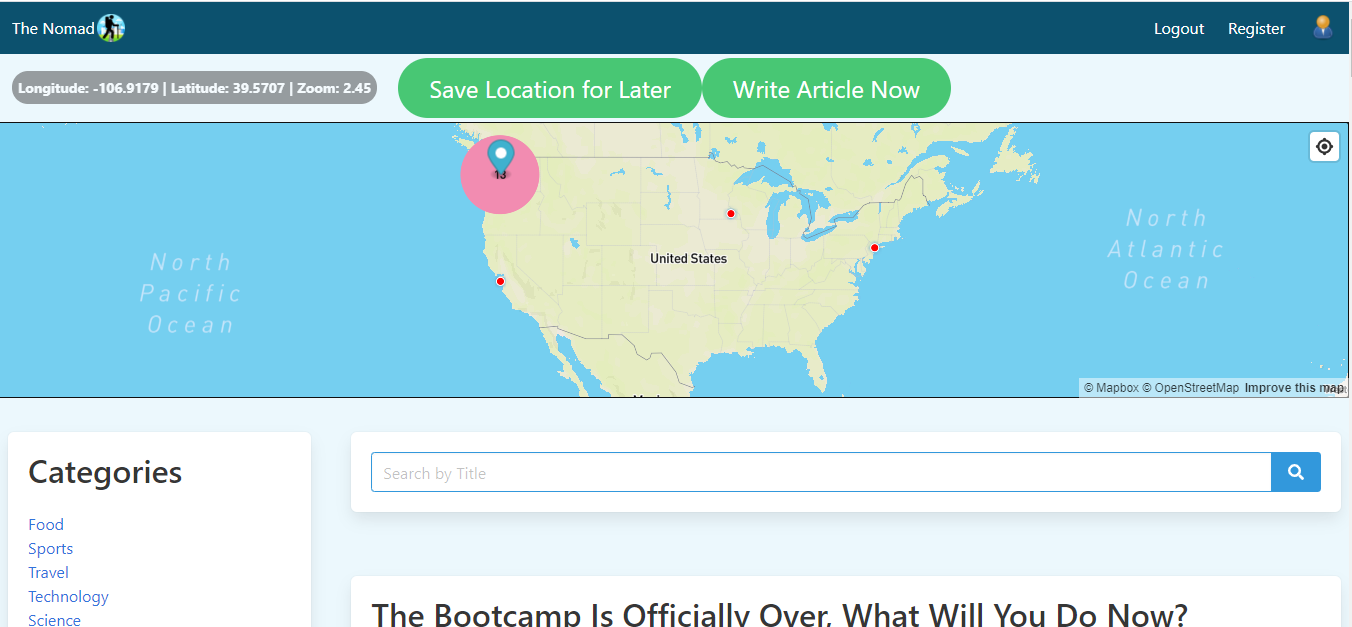 The Nomad
Logout
Register
Longitude: -106.9179 | Latitude: 39.5707 | Zoom: 2.45
Save Location for Later
Write Article Now
13
North
Pacific
Ocean
United States
North
Atlantic
Ocean
© Mapbox © OpenStreetMap Improve this map
Categories
Search by Title
Food
Sports
Travel
Technology
Science
The Bootcamp Is Officially Over, What Will You Do Now?